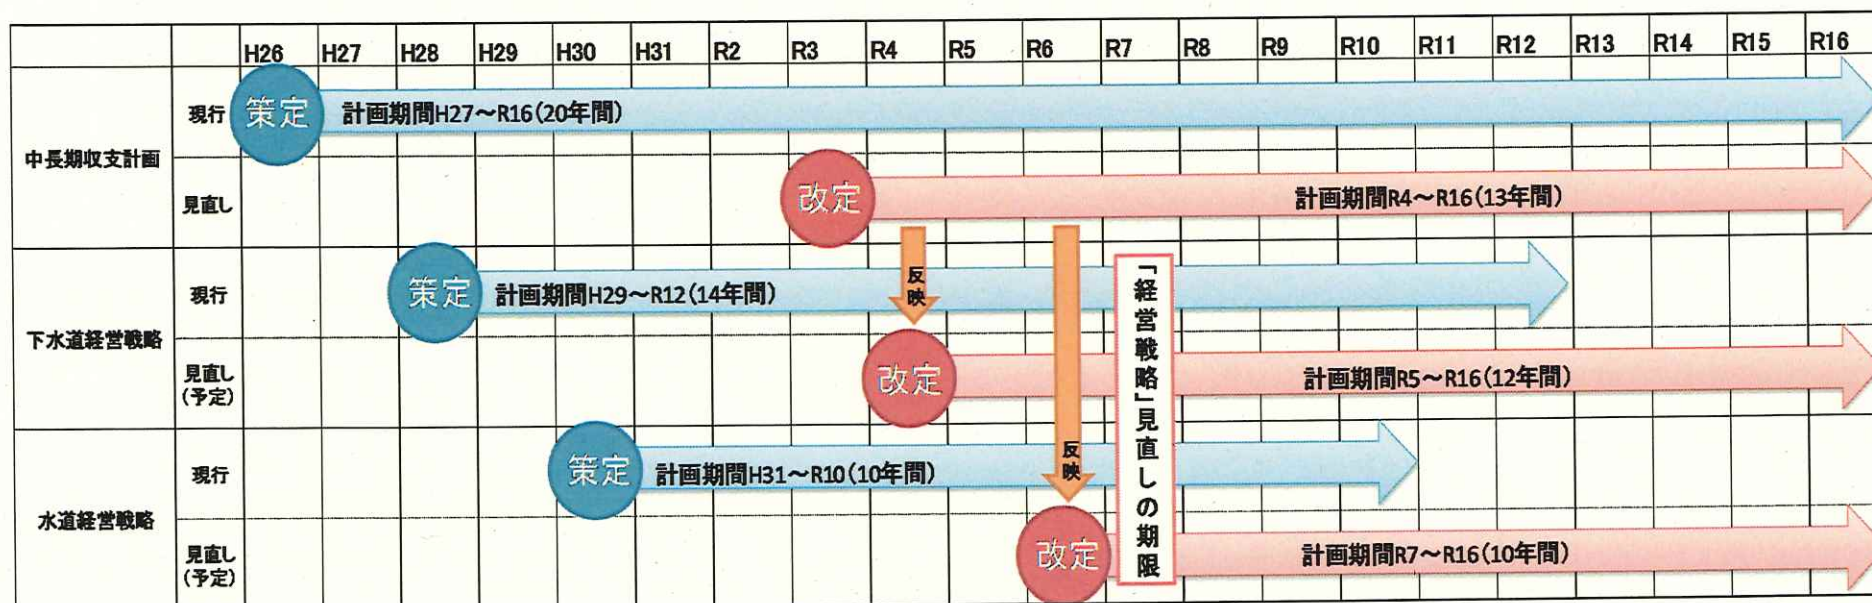 H26 H27 H28 H29 H30 H31 R2 R3 R4 R5 R6 R7 R8 R9 R10 R11 R12 R13 R14 R15 R16
中長期収支計画
現行
策定
計画期間H27～R16(20年間)
見直し
改定
計画期間R4～R16(13年間)
下水道経営戦略
現行
策定
計画期間H29～R12(14年間)
反映
見直し
(予定)
改定
計画期間R5～R16(12年間)
水道経営戦略
現行
策定
計画期間H31～R10(10年間)
反映
見直し
(予定)
改定
計画期間R7～R16(10年間)
「経営戦略」見直しの期限